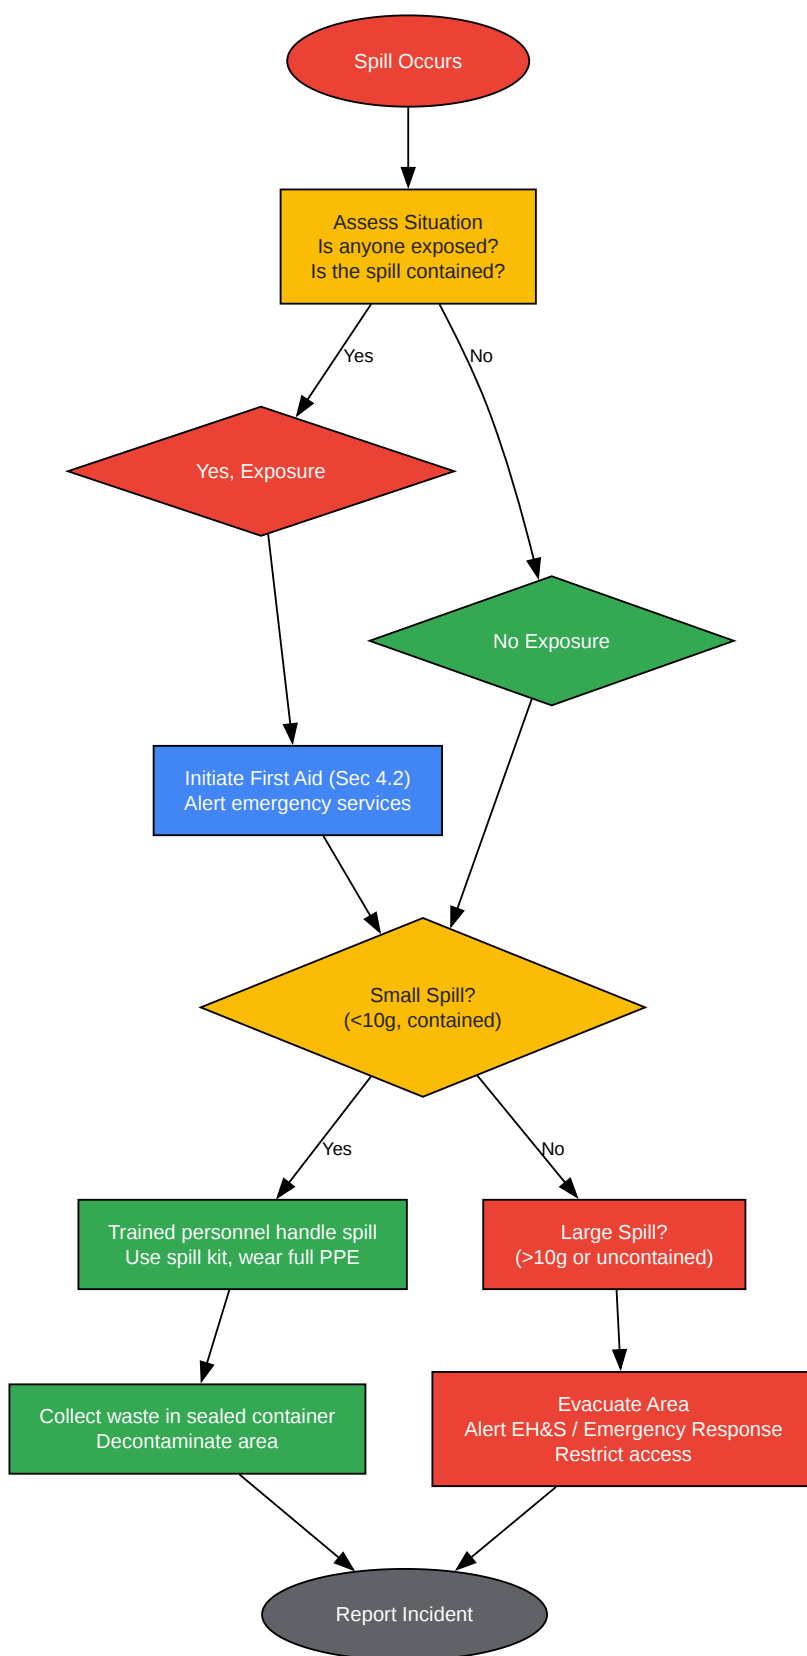 Spill Occurs
Assess Situation
Is anyone exposed?
Is the spill contained?
Yes
No
Yes, Exposure
No Exposure
Initiate First Aid (Sec 4.2)
Alert emergency services
Small Spill?
(<10g, contained)
Yes
No
Trained personnel handle spill
Use spill kit, wear full PPE
Large Spill?
(>10g or uncontained)
Collect waste in sealed container
Decontaminate area
Evacuate Area
Alert EH&S / Emergency Response
Restrict access
Report Incident